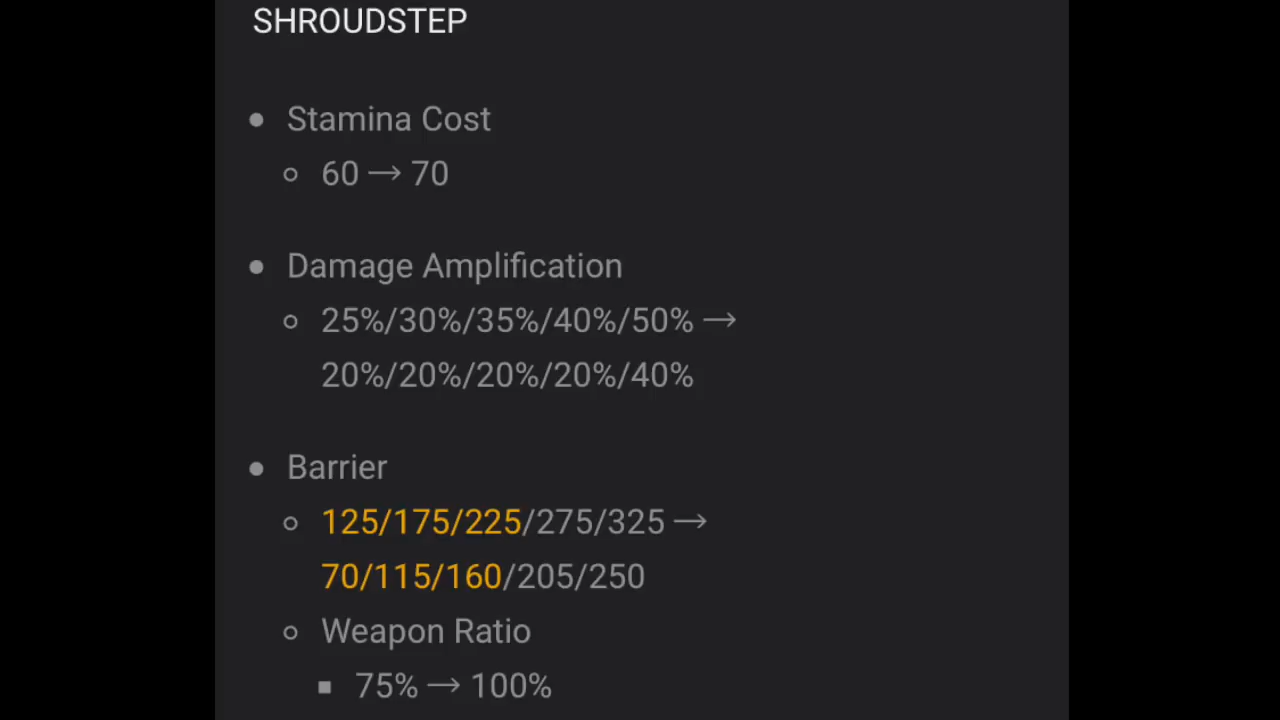 SHROUDSTEP
Stamina Cost
60 → 70
Damage Amplification
25%/30%/35%/40%/50% →
20%/20%/20%/20%/40%
Barrier
125/175/225/275/325 →
70/115/160/205/250
Weapon Ratio
75% → 100%